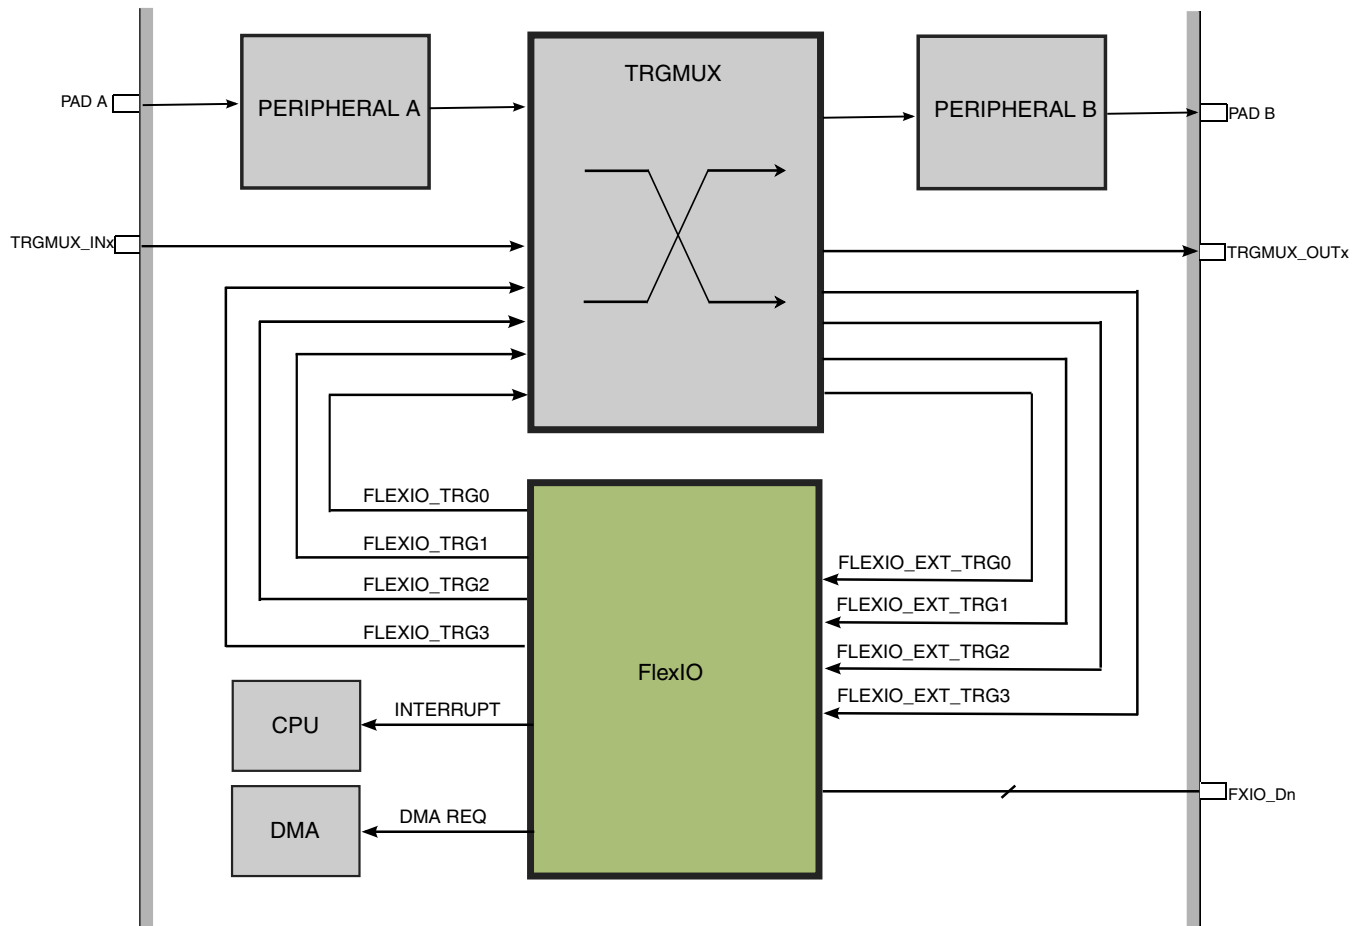 TRGMUX
PAD A
PERIPHERAL A
PERIPHERAL B
PAD B
TRGMUX_INx
TRGMUX_OUTx
FLEXIO_TRG0
FLEXIO_TRG1
FLEXIO_TRG2
FLEXIO_TRG3
FLEXIO_EXT_TRG0
FLEXIO_EXT_TRG1
FLEXIO_EXT_TRG2
FLEXIO_EXT_TRG3
FlexIO
CPU
INTERRUPT
DMA
DMA REQ
FXIO_Dn